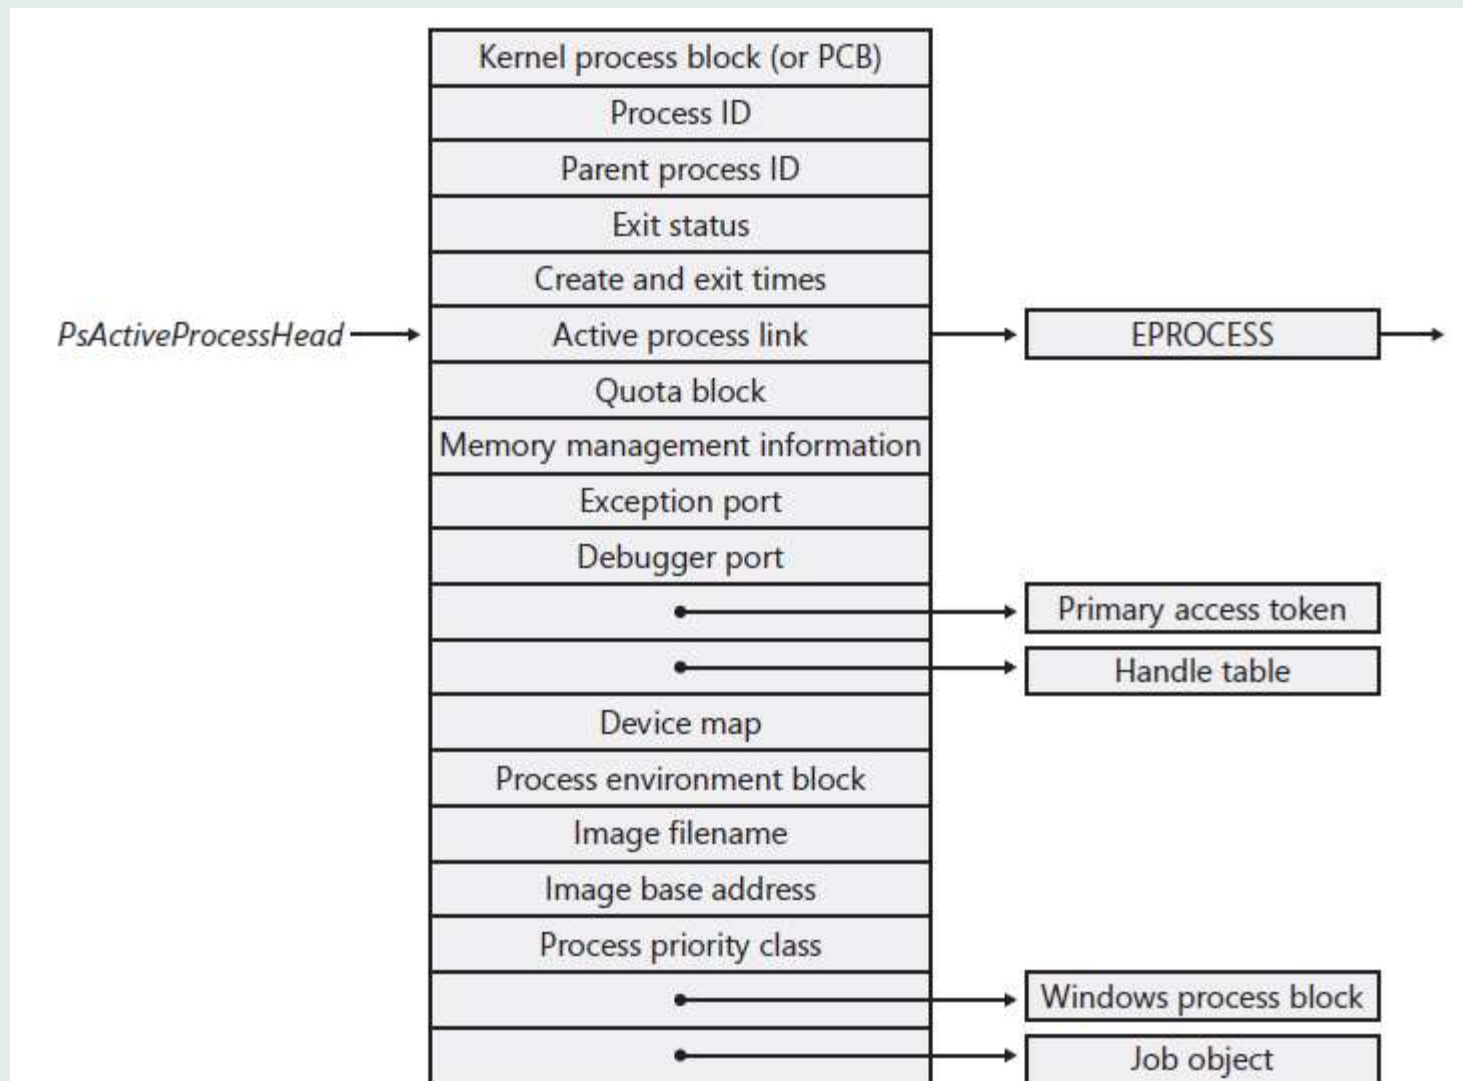 Kernel process block (or PCB)
Process ID
Parent process ID
Exit status
Create and exit times
PsActiveProcessHead
Active process link
EPROCESS
Quota block
Memory management information
Exception port
Debugger port
Primary access token
Handle table
Device map
Process environment block
Image filename
Image base address
Process priority class
Windows process block
Job object